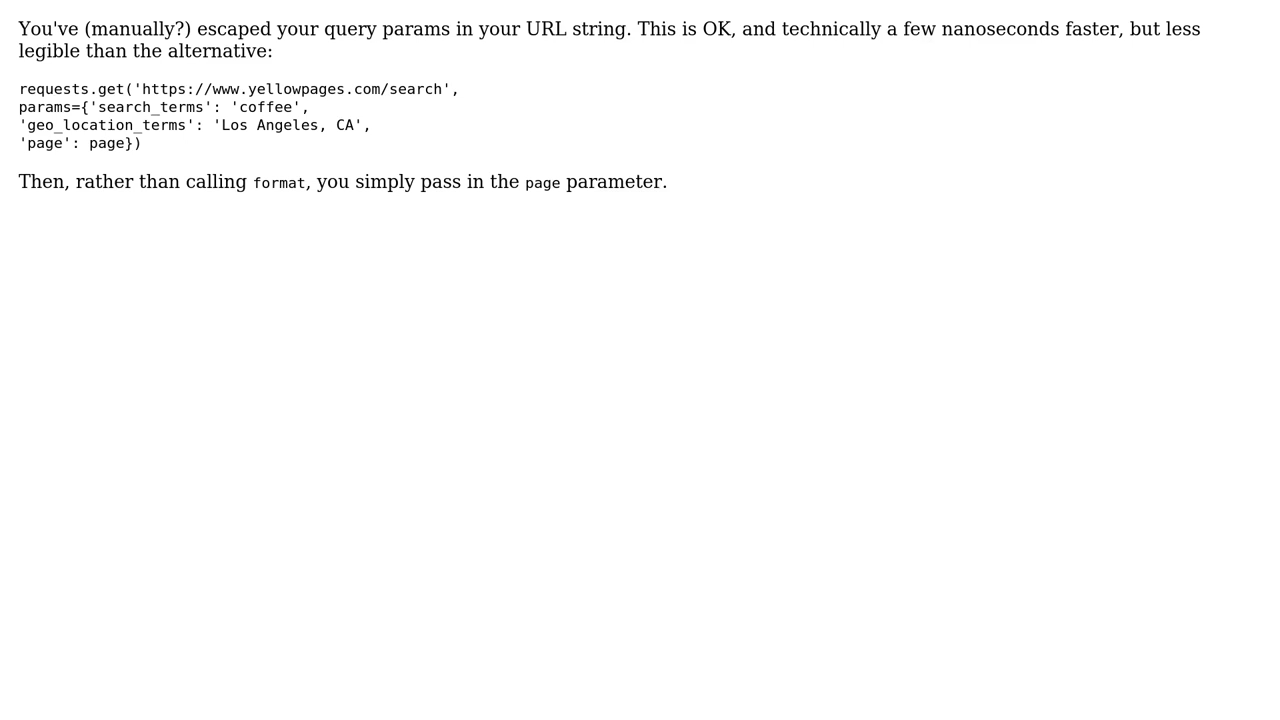 You've (manually?) escaped your query params in your URL string. This is OK, and technically a few nanoseconds faster, but less
legible than the alternative:
requests.get('https://www.yellowpages.com/search',
params={'search_terms': 'coffee',
'geo_location_terms': 'Los Angeles, CA',
'page': page})
Then, rather than calling format, you simply pass in the page parameter.